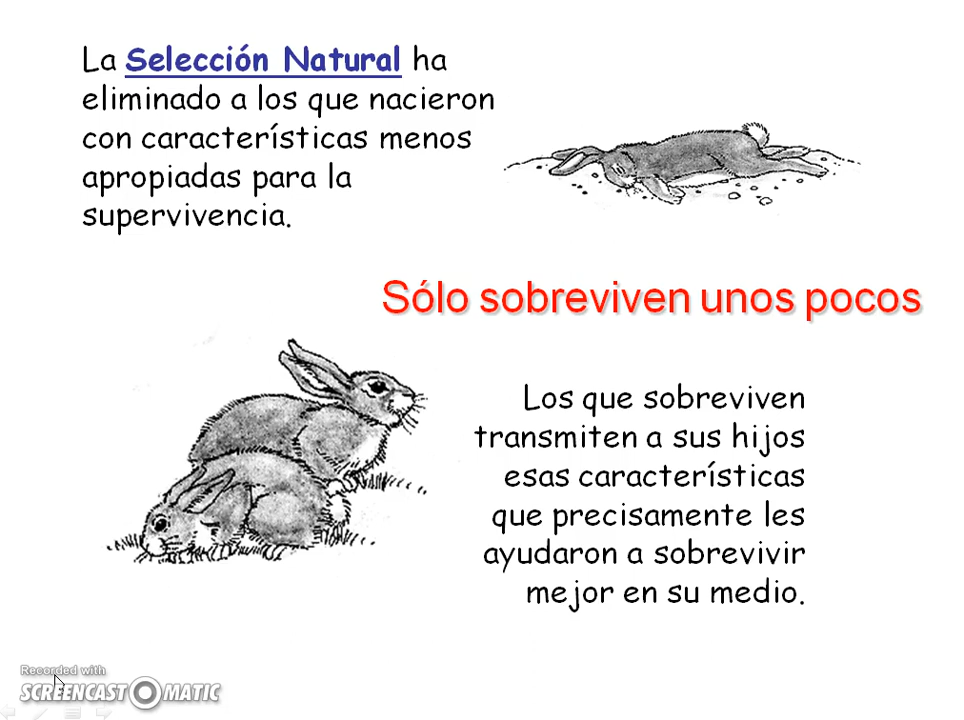 La Selección Natural ha
eliminado a los que nacieron
con características menos
apropiadas para la
supervivencia.
Sólo sobreviven unos pocos
Los que sobreviven
transmiten a sus hijos
esas características
que precisamente les
ayudaron a sobrevivir
mejor en su medio.
Recorded with
SCREENCAST MATIC